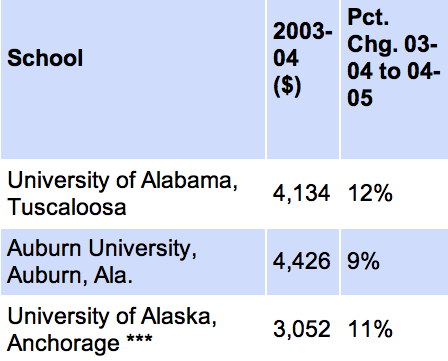 School
2003-
04
($)
Pct.
Chg. 03-
04 to 04-
05
University of Alabama,
Tuscaloosa
4,134
12%
Auburn University,
Auburn, Ala.
4,426
9%
University of Alaska,
Anchorage ***
3,052
11%